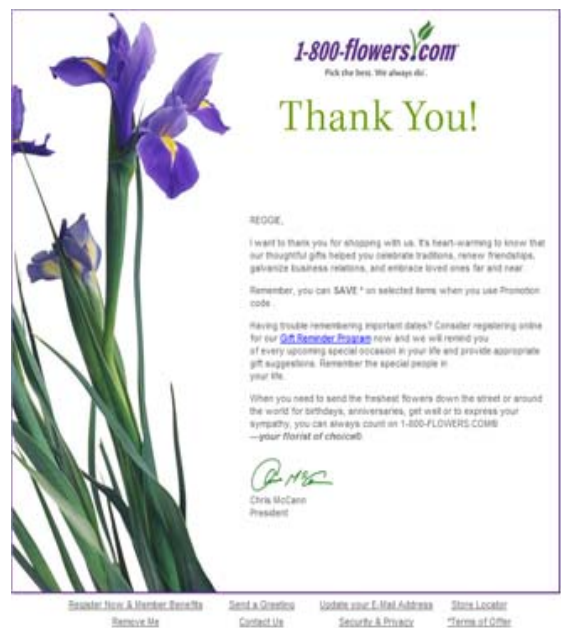 1-800-flowers.com
Pick the best. We always do.
Thank You!
REGGIE,
I want to thank you for shopping with us. It's heart-warming to know that
our thoughtful gifts helped you celebrate traditions, renew friendships,
galvanize business relations, and embrace loved ones far and near.
Remember, you can SAVE * on selected items when you use Promotion
code .
Having trouble remembering important dates? Consider registering online
for our Gift Reminder Program now and we will remind you
of every upcoming special occasion in your life and provide appropriate
gift suggestions. Remember the special people in
your life.
When you need to send the freshest flowers down the street or around
the world for birthdays, anniversaries, get well or to express your
sympathy, you can always count on 1-800-FLOWERS.COM®
—your florist of choice®.
Chris McCann
President
Register Now & Member Benefits Send a Greeting Update your E-Mail Address Store Locator
Remove Me Contact Us Security & Privacy *Terms of Offer